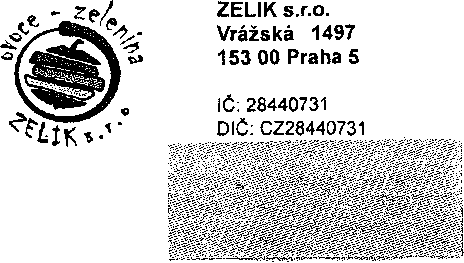 ovoce - zelenina
ZELIK s.r.o
ZELIK s.r.o.
Vrážská 1497
153 00 Praha 5
IČ: 28440731
DIČ: CZ28440731